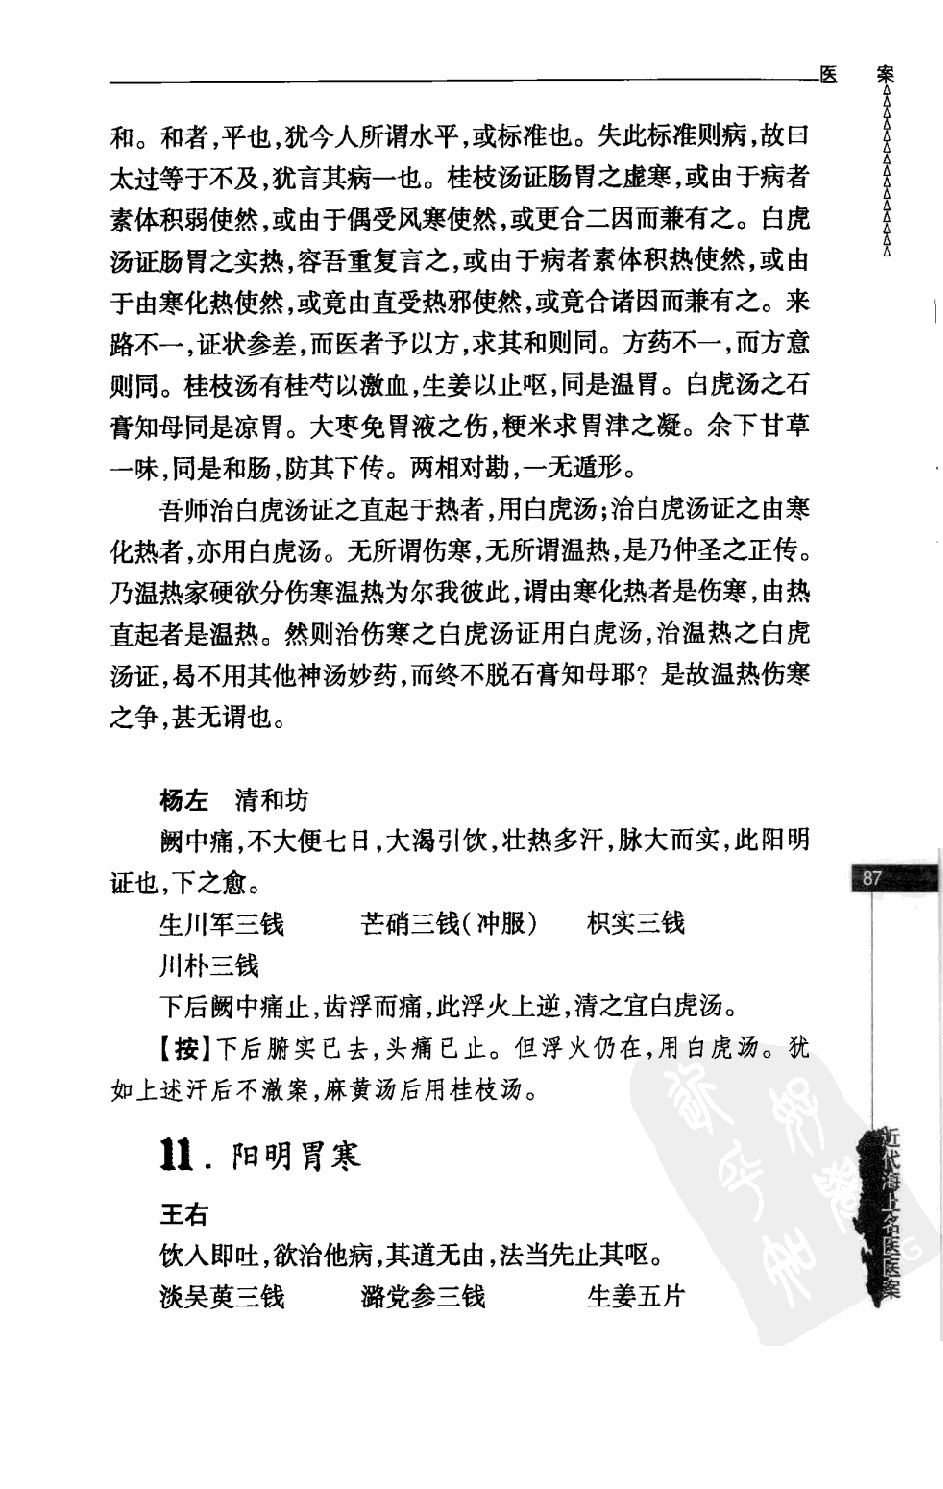 医 案
和。和者,平也,犹今人所谓水平,或标准也。失此标准则病,故曰
太过等于不及,犹言其病一也。桂枝汤证肠胃之虚寒,或由于病者
素体积弱使然,或由于偶受风寒使然,或更合二因而兼有之。白虎
汤证肠胃之实热,容吾重复言之,或由于病者素体积热使然,或由
于由寒化热使然,或竟由直受热邪使然,或竟合诸因而兼有之。来
路不一,证状参差,而医者予以方,求其和则同。方药不一,而方意
则同。桂枝汤有桂芍以激血,生姜以止呕,同是温胃。白虎汤之石
膏知母同是凉胃。大枣免胃液之伤,粳米求胃津之凝。余下甘草
一味,同是和肠,防其下传。两相对勘,一无遁形。
吾师治白虎汤证之直起于热者,用白虎汤;治白虎汤证之由寒
化热者,亦用白虎汤。无所谓伤寒,无所谓温热,是乃仲圣之正传。
乃温热家硬欲分伤寒温热为尔我彼此,谓由寒化热者是伤寒,由热
直起者是温热。然则治伤寒之白虎汤证用白虎汤,治温热之白虎
汤证,曷不用其他神汤妙药,而终不脱石膏知母耶？是故温热伤寒
之争,甚无谓也。
杨左 清和坊
阙中痛,不大便七日,大渴引饮,壮热多汗,脉大而实,此阳明
证也,下之愈。
生川军三钱 芒硝三钱(冲服) 枳实三钱
川朴三钱
下后阙中痛止,齿浮而痛,此浮火上逆,清之宜白虎汤。
【按】下后腑实已去,头痛已止。但浮火仍在,用白虎汤。犹
如上述汗后不澈案,麻黄汤后用桂枝汤。
11．阳明胃寒
王右
饮入即吐,欲治他病,其道无由,法当先止其呕。
淡吴萸三钱 潞党参三钱 生姜五片
87
近代海上名医医案